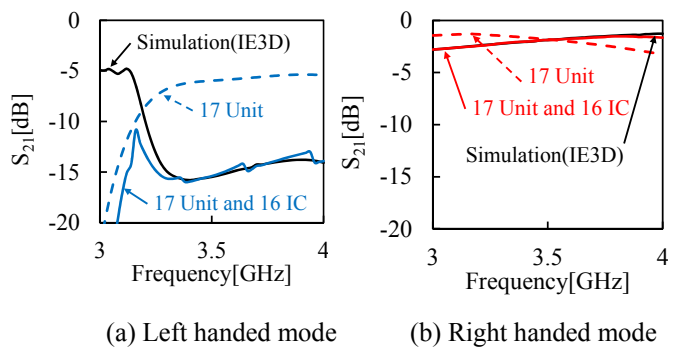 0
-5
-10
-15
-20
S21[dB]
Simulation(IE3D)
17 Unit
17 Unit and 16 IC
3
3.5
4
Frequency[GHz]
(a) Left handed mode
0
-5
-10
-15
-20
S21[dB]
17 Unit
17 Unit and 16 IC
Simulation(IE3D)
3
3.5
4
Frequency[GHz]
(b) Right handed mode